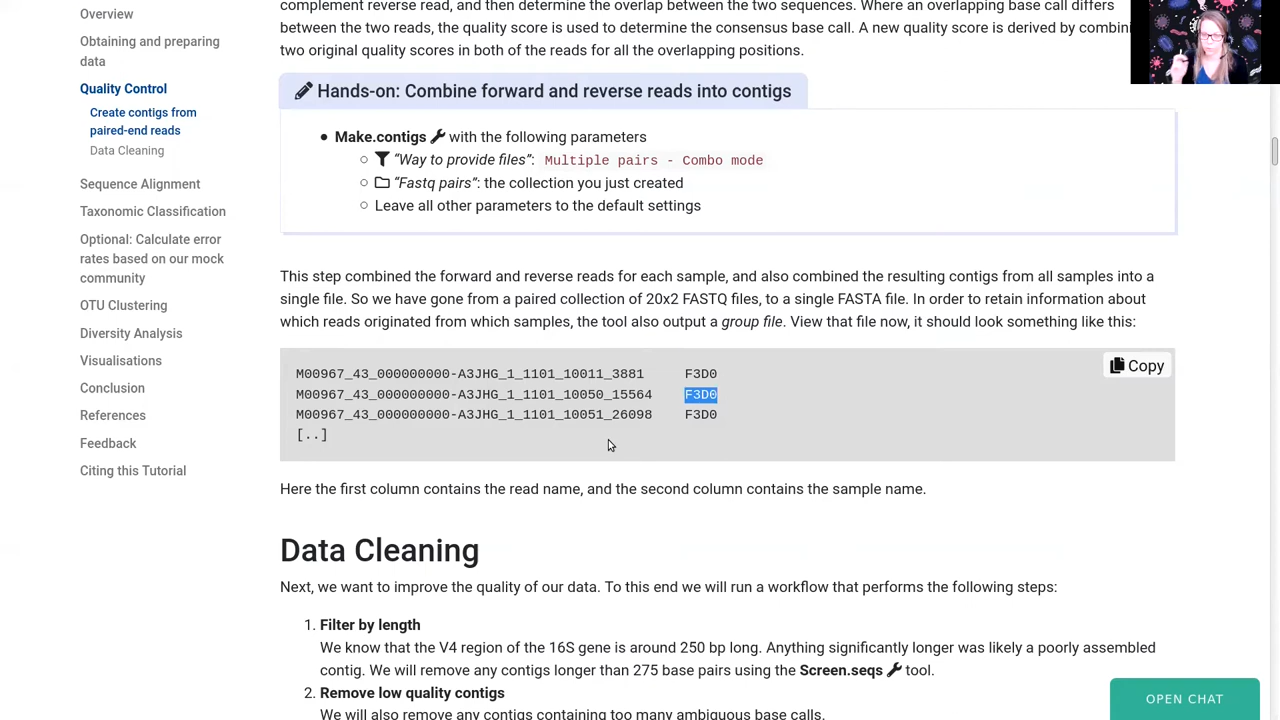 Overview
Obtaining and preparing
data
Quality Control
Create contigs from
paired-end reads
Data Cleaning
Sequence Alignment
Taxonomic Classification
Optional: Calculate error
rates based on our mock
community
OTU Clustering
Diversity Analysis
Visualisations
Conclusion
References
Feedback
Citing this Tutorial
complement reverse read, and then determine the overlap between the two sequences. Where an overlapping base call differs
between the two reads, the quality score is used to determine the consensus base call. A new quality score is derived by combini
two original quality scores in both of the reads for all the overlapping positions.
Hands-on: Combine forward and reverse reads into contigs
• Make.contigs with the following parameters
○ “Way to provide files”: Multiple pairs - Combo mode
○ “Fastq pairs”: the collection you just created
○ Leave all other parameters to the default settings
This step combined the forward and reverse reads for each sample, and also combined the resulting contigs from all samples into a
single file. So we have gone from a paired collection of 20x2 FASTQ files, to a single FASTA file. In order to retain information about
which reads originated from which samples, the tool also output a group file. View that file now, it should look something like this:
Copy
M00967_43_000000000-A3JHG_1_1101_10011_3881 F3D0
M00967_43_000000000-A3JHG_1_1101_10050_15564 F3D0
M00967_43_000000000-A3JHG_1_1101_10051_26098 F3D0
[..]
Here the first column contains the read name, and the second column contains the sample name.
Data Cleaning
Next, we want to improve the quality of our data. To this end we will run a workflow that performs the following steps:
1. Filter by length
We know that the V4 region of the 16S gene is around 250 bp long. Anything significantly longer was likely a poorly assembled
contig. We will remove any contigs longer than 275 base pairs using the Screen.seqs tool.
2. Remove low quality contigs
We will also remove any contigs containing too many ambiguous base calls.
OPEN CHAT